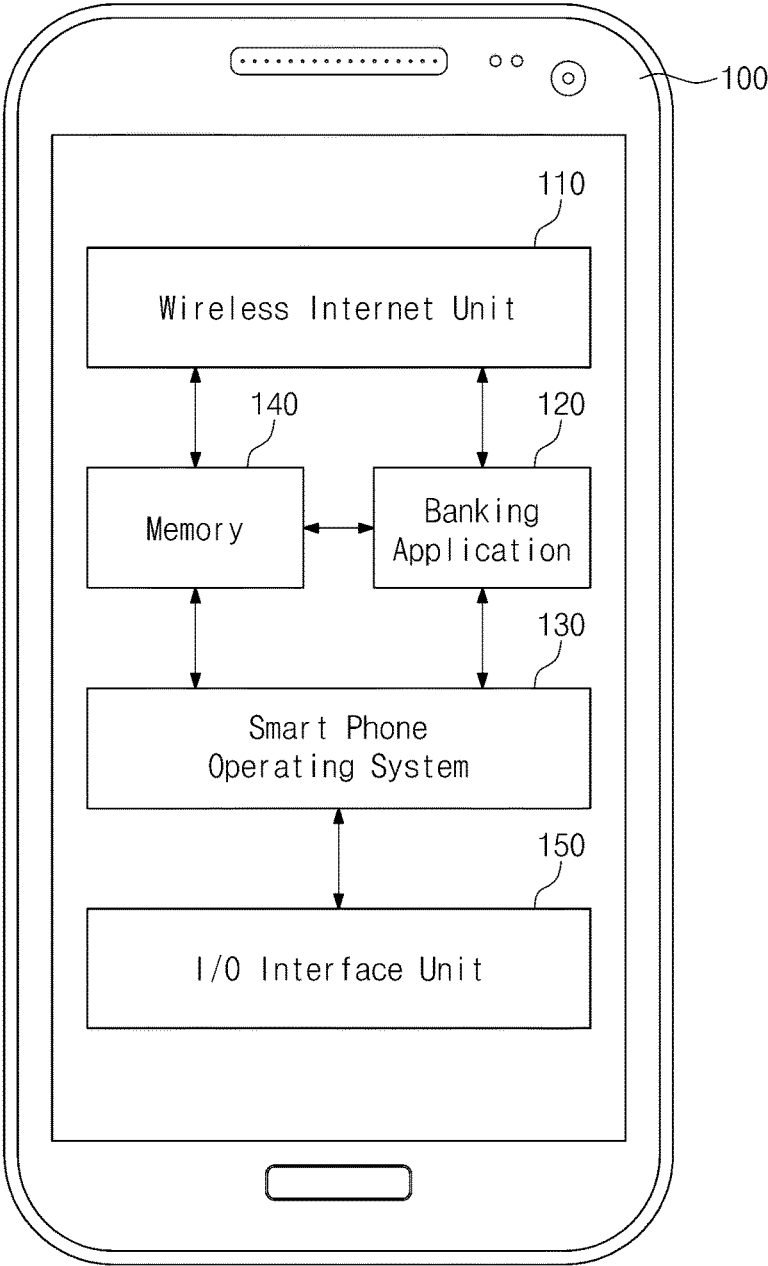 100
110
Wireless Internet Unit
140
120
Memory
Banking
Application
130
Smart Phone
Operating System
150
I/O Interface Unit